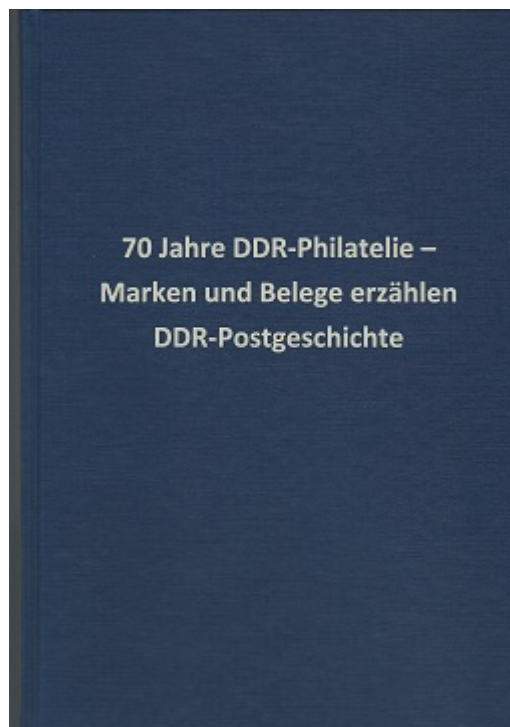 70 Jahre DDR-Philatelie –
Marken und Belege erzählen
DDR-Postgeschichte